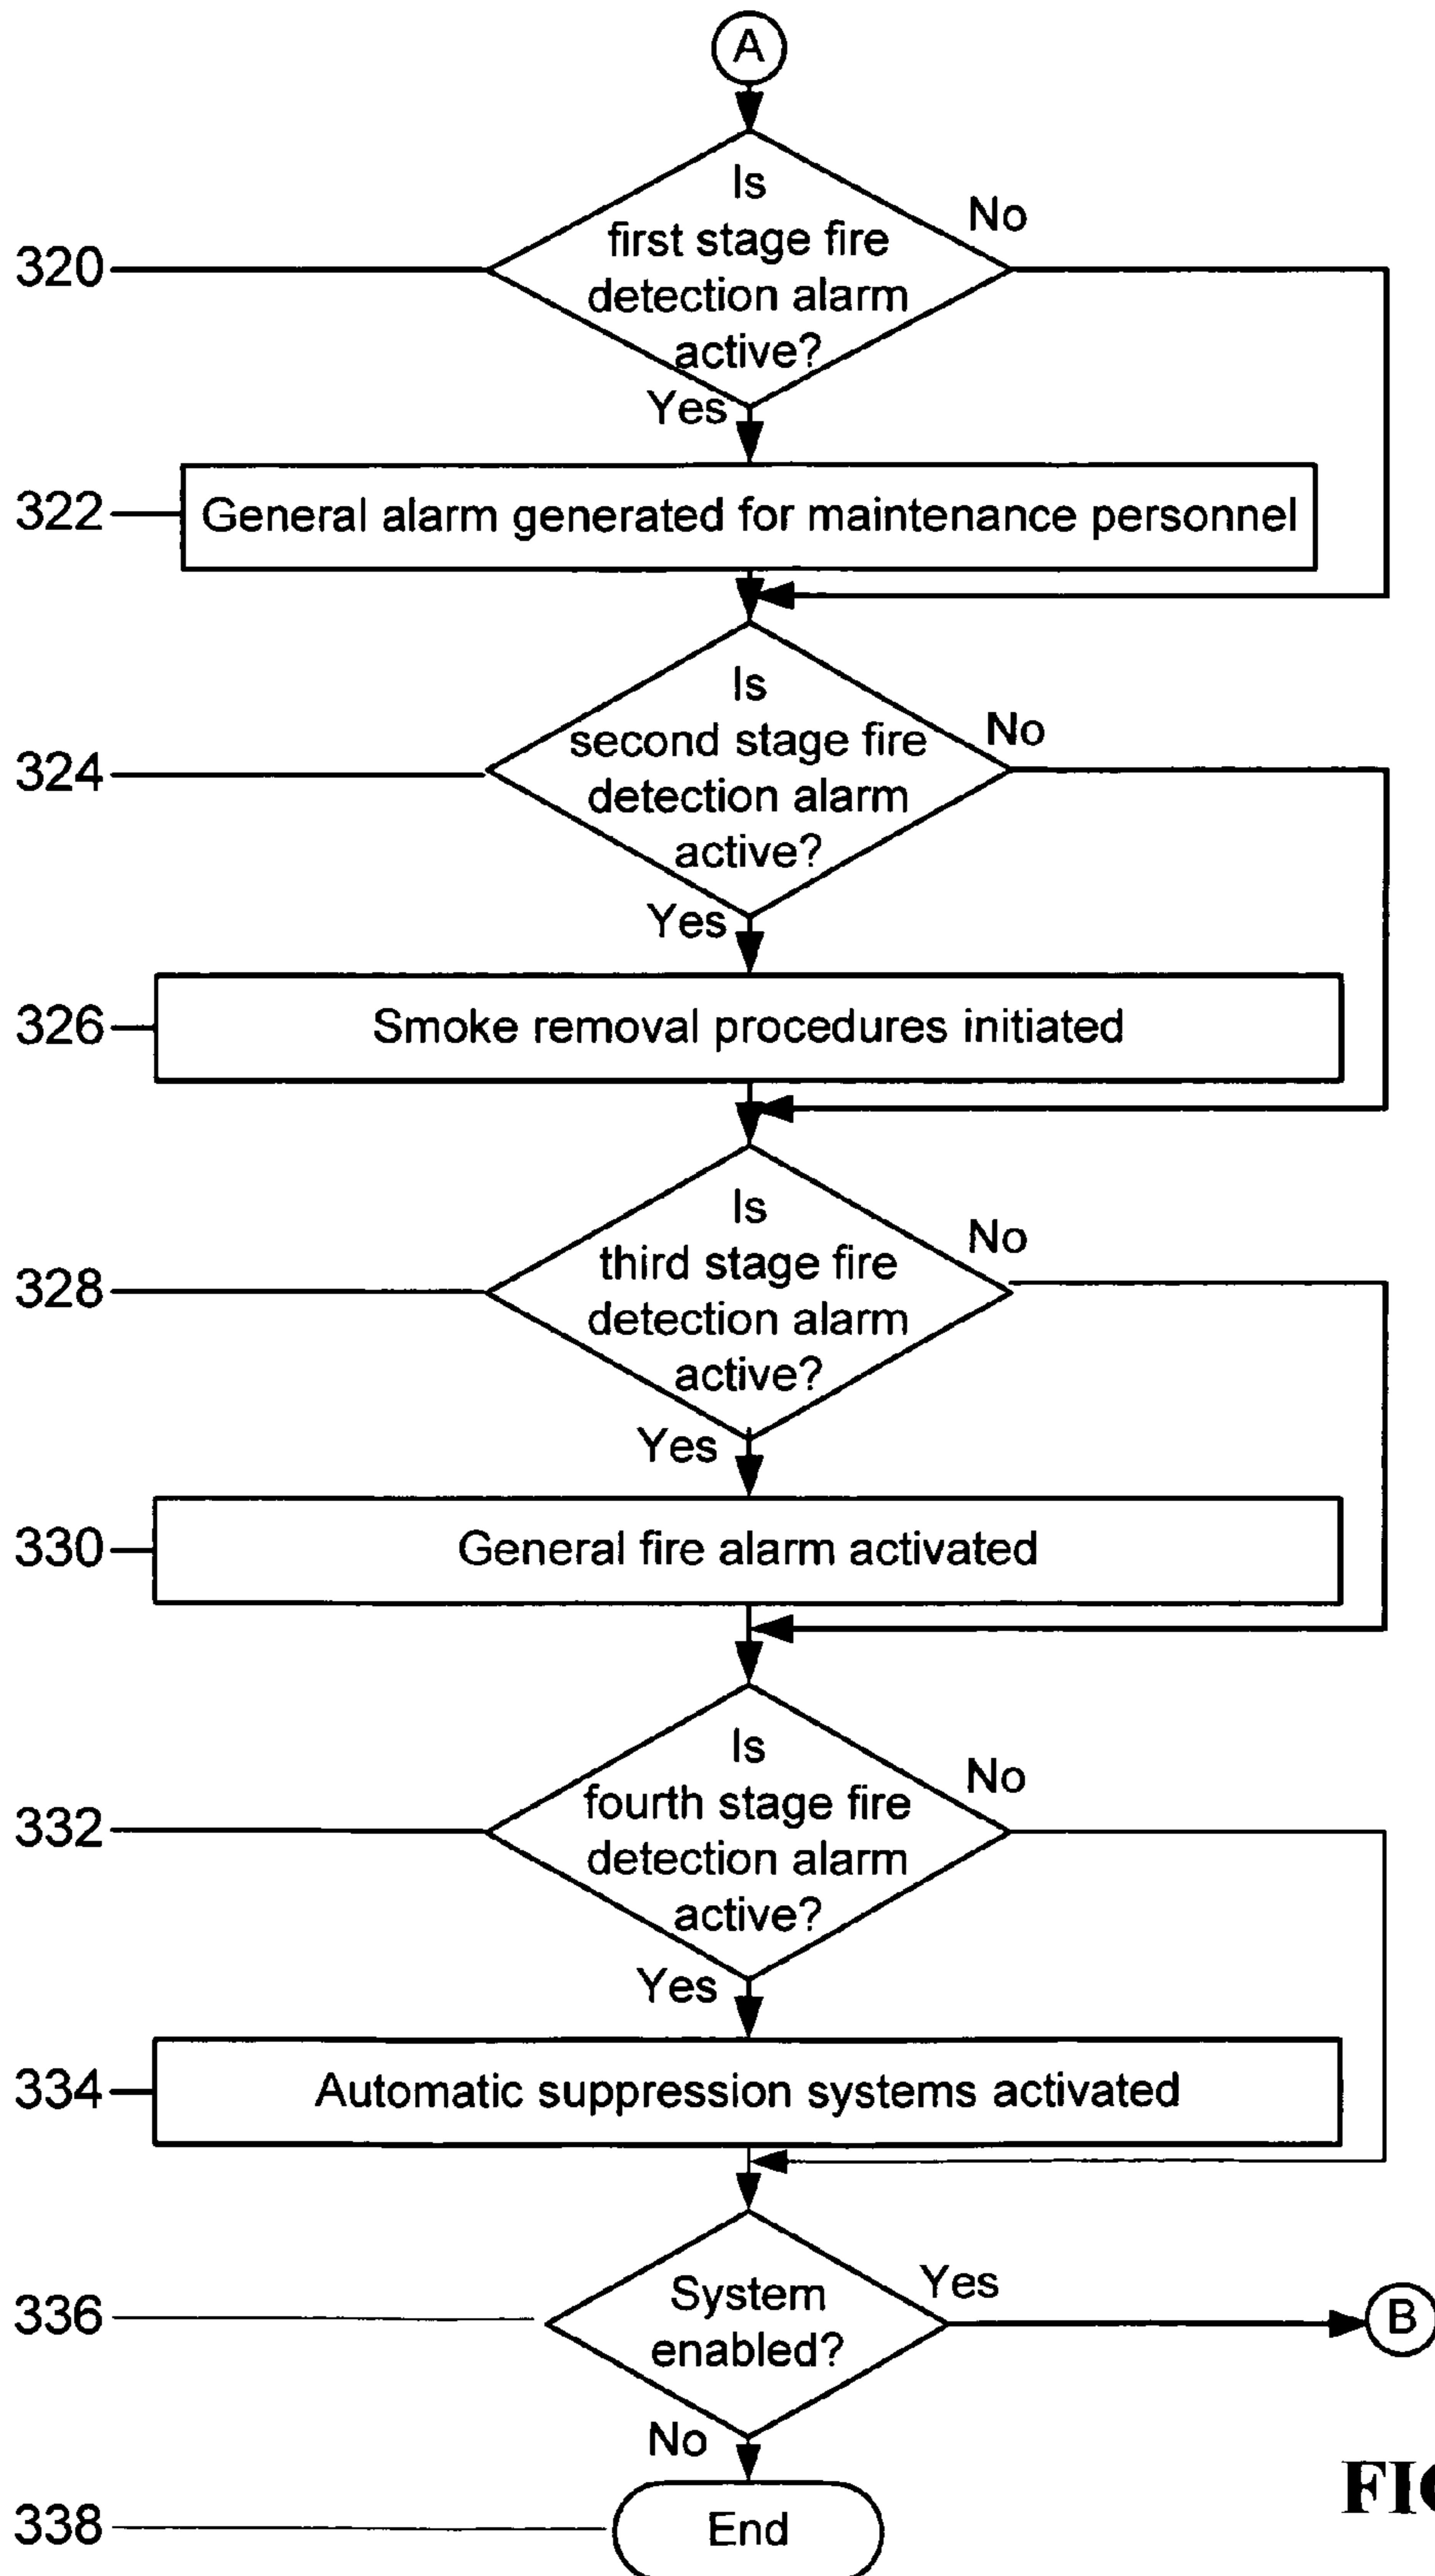 A
Is
first stage fire
detection alarm
active?
No
320
Yes
322
General alarm generated for maintenance personnel
Is
second stage fire
detection alarm
active?
No
324
Yes
326
Smoke removal procedures initiated
Is
third stage fire
detection alarm
active?
No
328
Yes
330
General fire alarm activated
Is
fourth stage fire
detection alarm
active?
No
332
Yes
334
Automatic suppression systems activated
System
enabled?
Yes
B
336
No
338
End